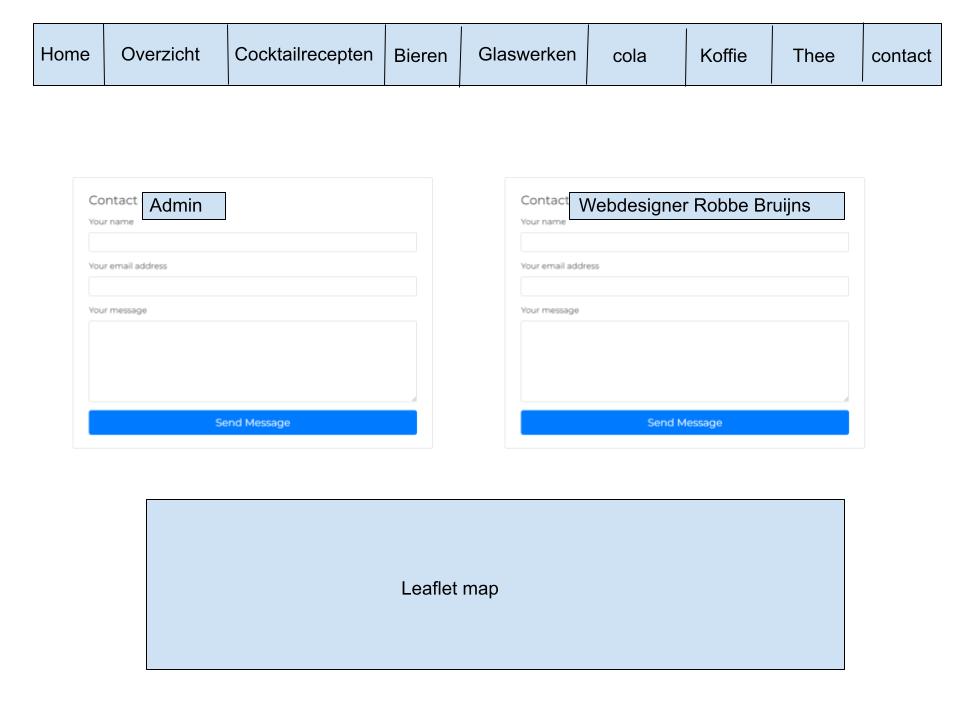 Home Overzicht Cocktailrecepten Bieren Glaswerken cola Koffie Thee contact
Contact Admin
Your name
Your email address
Your message
Send Message
Contact Webdesigner Robbe Bruijns
Your name
Your email address
Your message
Send Message
Leaflet map